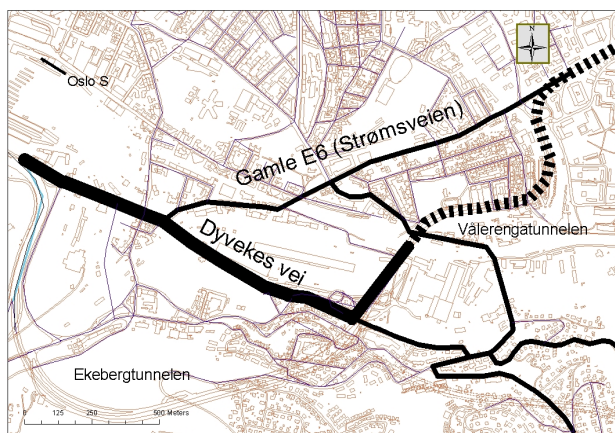 N
Oslo S
Gamle E6 (Strømsveien)
Vålerengatunnelen
Dyvekes vei
Ekebergtunnelen
0 125 250 500 Meters